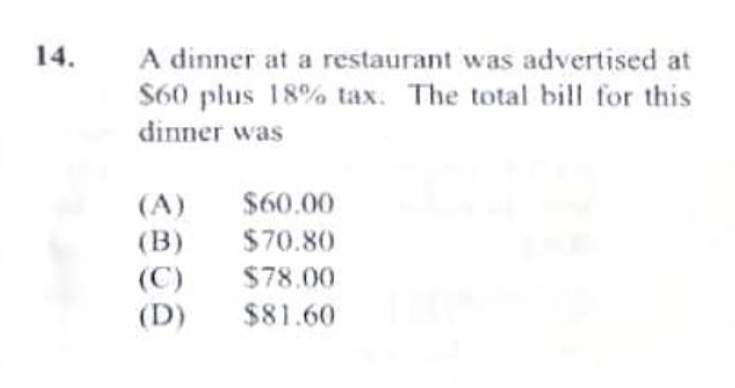 14. A dinner at a restaurant was advertised at
$60 plus 18% tax. The total bill for this
dinner was
(A) $60.00
(B) $70.80
(C) $78.00
(D) $81.60